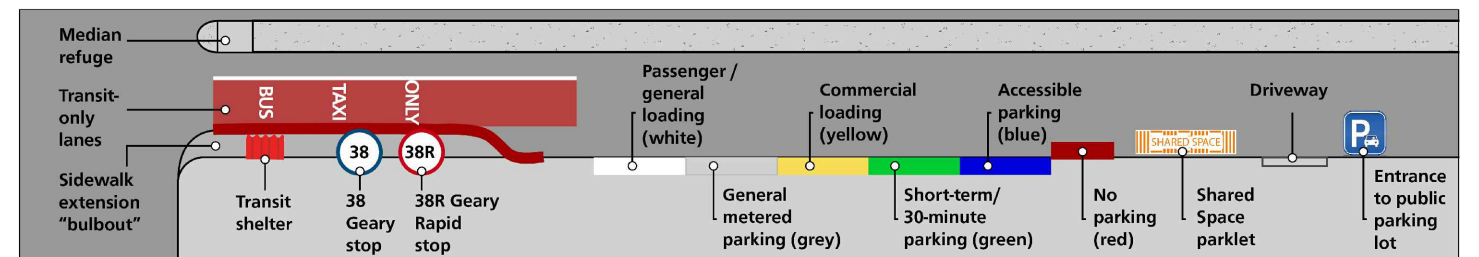 Median
refuge
Transit-
only
lanes
Sidewalk
extension
“bulbout”
BUS
TAXI
ONLY
38
38R
Transit
shelter
38
Geary
stop
38R Geary
Rapid
stop
Passenger /
general
loading
(white)
General
metered
parking (grey)
Commercial
loading
(yellow)
Short-term/
30-minute
parking (green)
Accessible
parking
(blue)
No
parking
(red)
SHARED SPACE
Shared
Space
parklet
Driveway
P
Entrance
to public
parking
lot